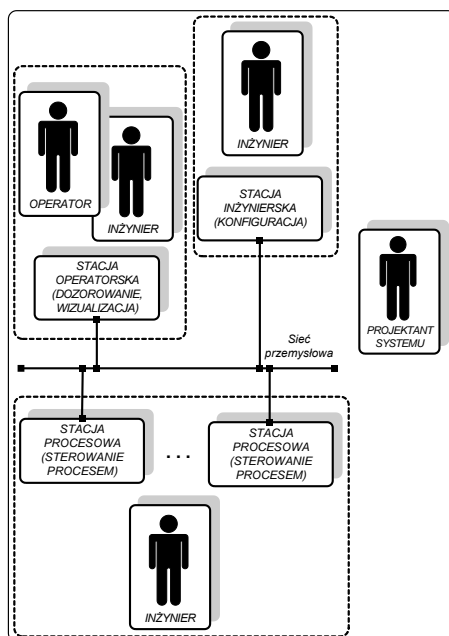 OPERATOR
INŻYNIER
STACJA
OPERATORSKA
(DOZOROWANIE,
WIZUALIZACJA)
INŻYNIER
STACJA
INŻYNIERSKA
(KONFIGURACJA)
PROJEKTANT
SYSTEMU
Sieć
przemysłowa
STACJA
PROCESOWA
(STEROWANIE
PROCESEM)
. . .
STACJA
PROCESOWA
(STEROWANIE
PROCESEM)
INŻYNIER